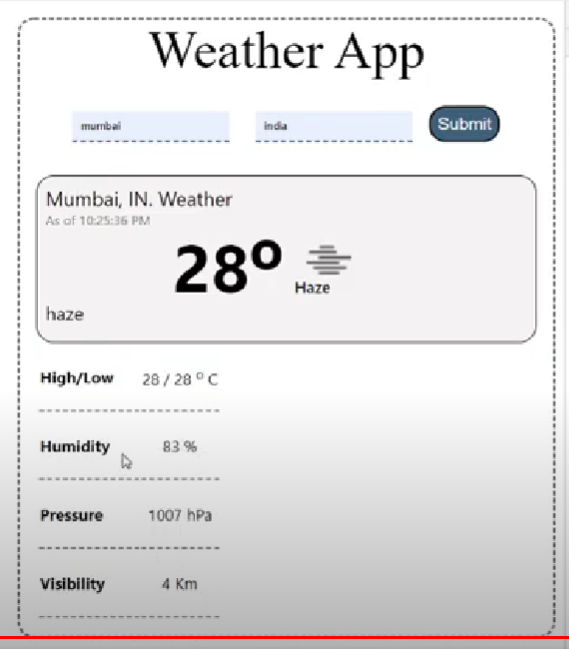 Weather App
mumbai india Submit
Mumbai, IN. Weather
As of 10:25:36 PM
28º
Haze
haze
High/Low 28 / 28 º C
Humidity 83 %
Pressure 1007 hPa
Visibility 4 Km